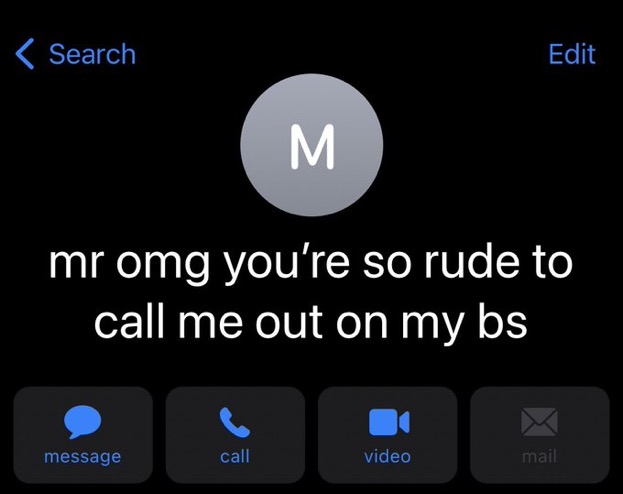 Search Edit
M
mr omg you’re so rude to
call me out on my bs
message call video mail